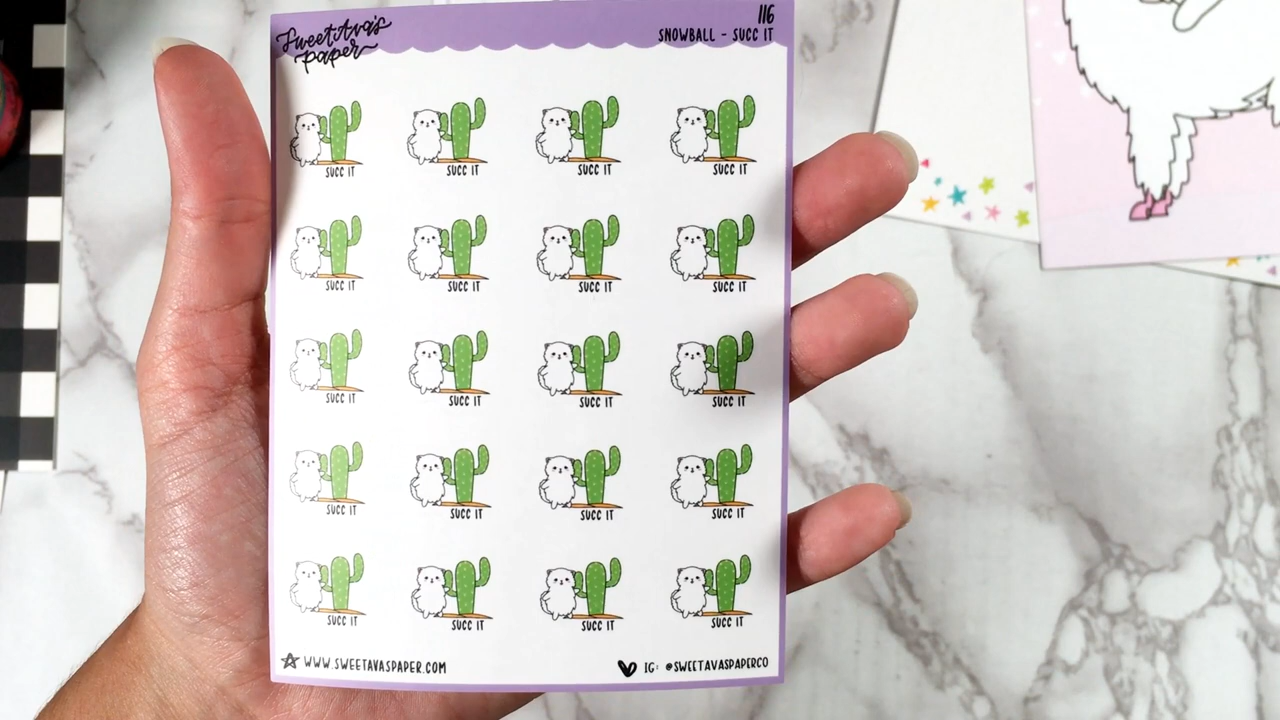 Sweet Ava's
paper
116
SNOWBALL - SUCC IT
SUCC IT SUCC IT SUCC IT SUCC IT
SUCC IT SUCC IT SUCC IT SUCC IT
SUCC IT SUCC IT SUCC IT SUCC IT
SUCC IT SUCC IT SUCC IT SUCC IT
SUCC IT SUCC IT SUCC IT SUCC IT
WWW.SWEETAVASPAPER.COM IG: @SWEETAVASPAPERCO